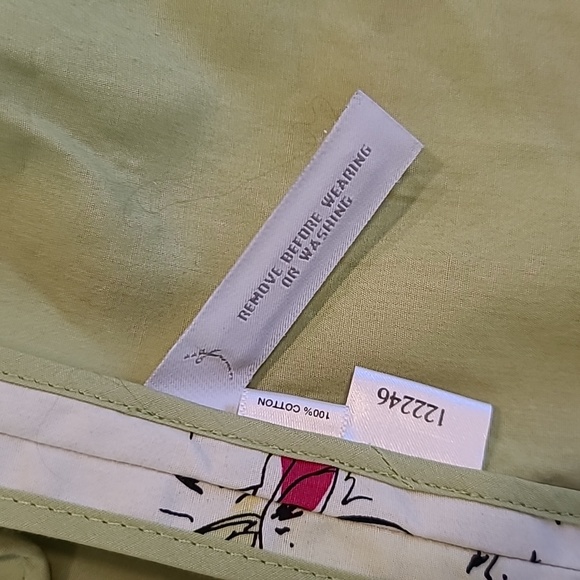 REMOVE BEFORE WEARING
OR WASHING
100% COTTON
122246